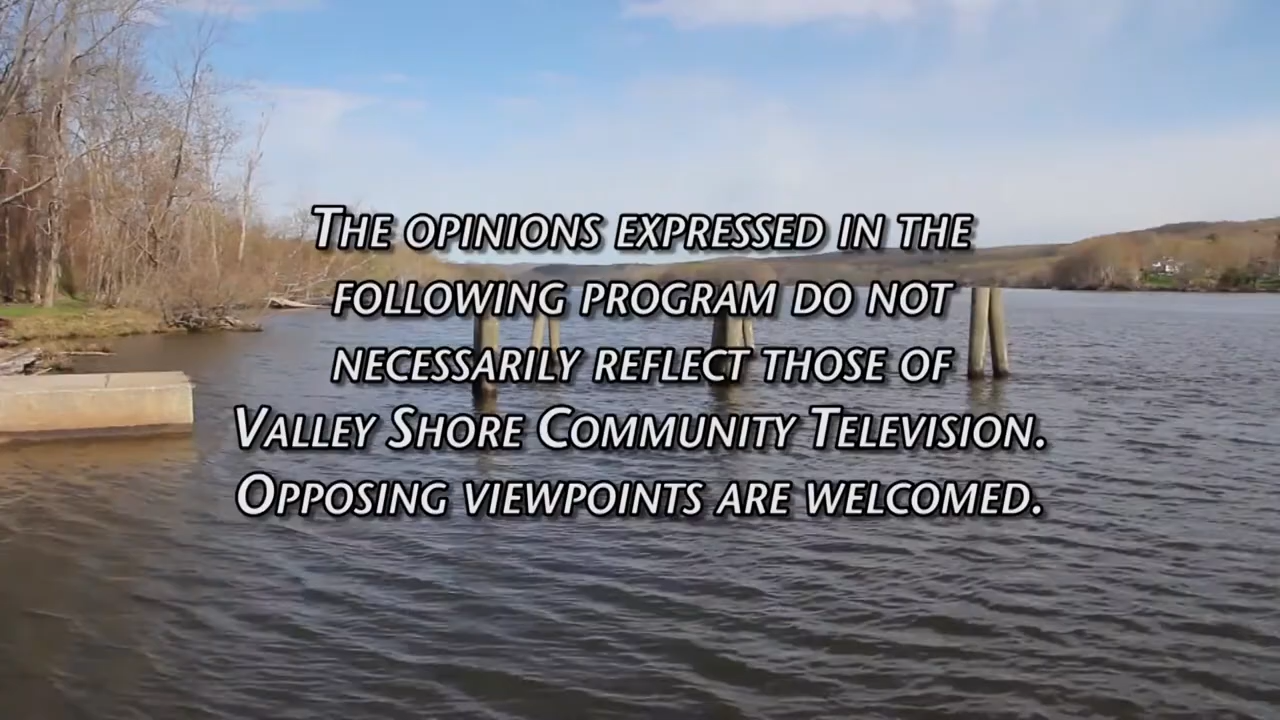 The opinions expressed in the
following program do not
necessarily reflect those of
Valley Shore Community Television.
Opposing viewpoints are welcomed.